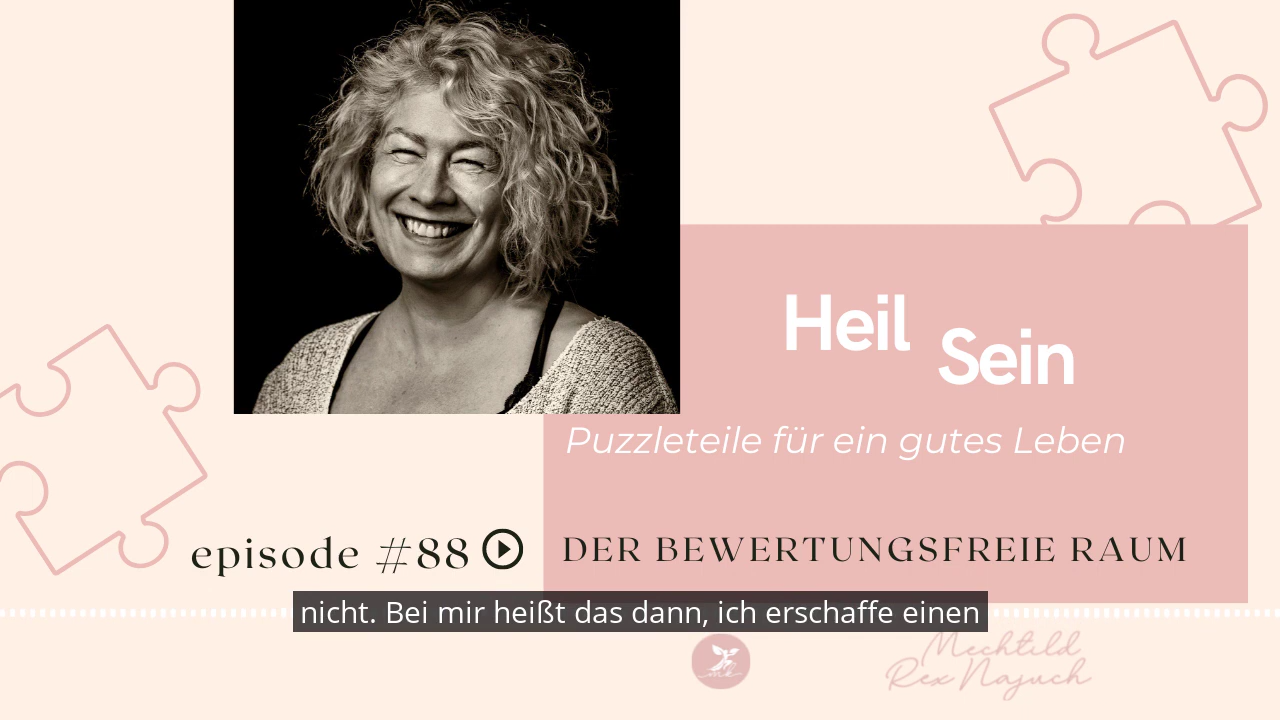 Heil
Sein
Puzzleteile für ein gutes Leben
episode #88
DER BEWERTUNGSFREIE RAUM
nicht. Bei mir heißt das dann, ich erschaffe einen
mk
Mechtild
Rex Najuch